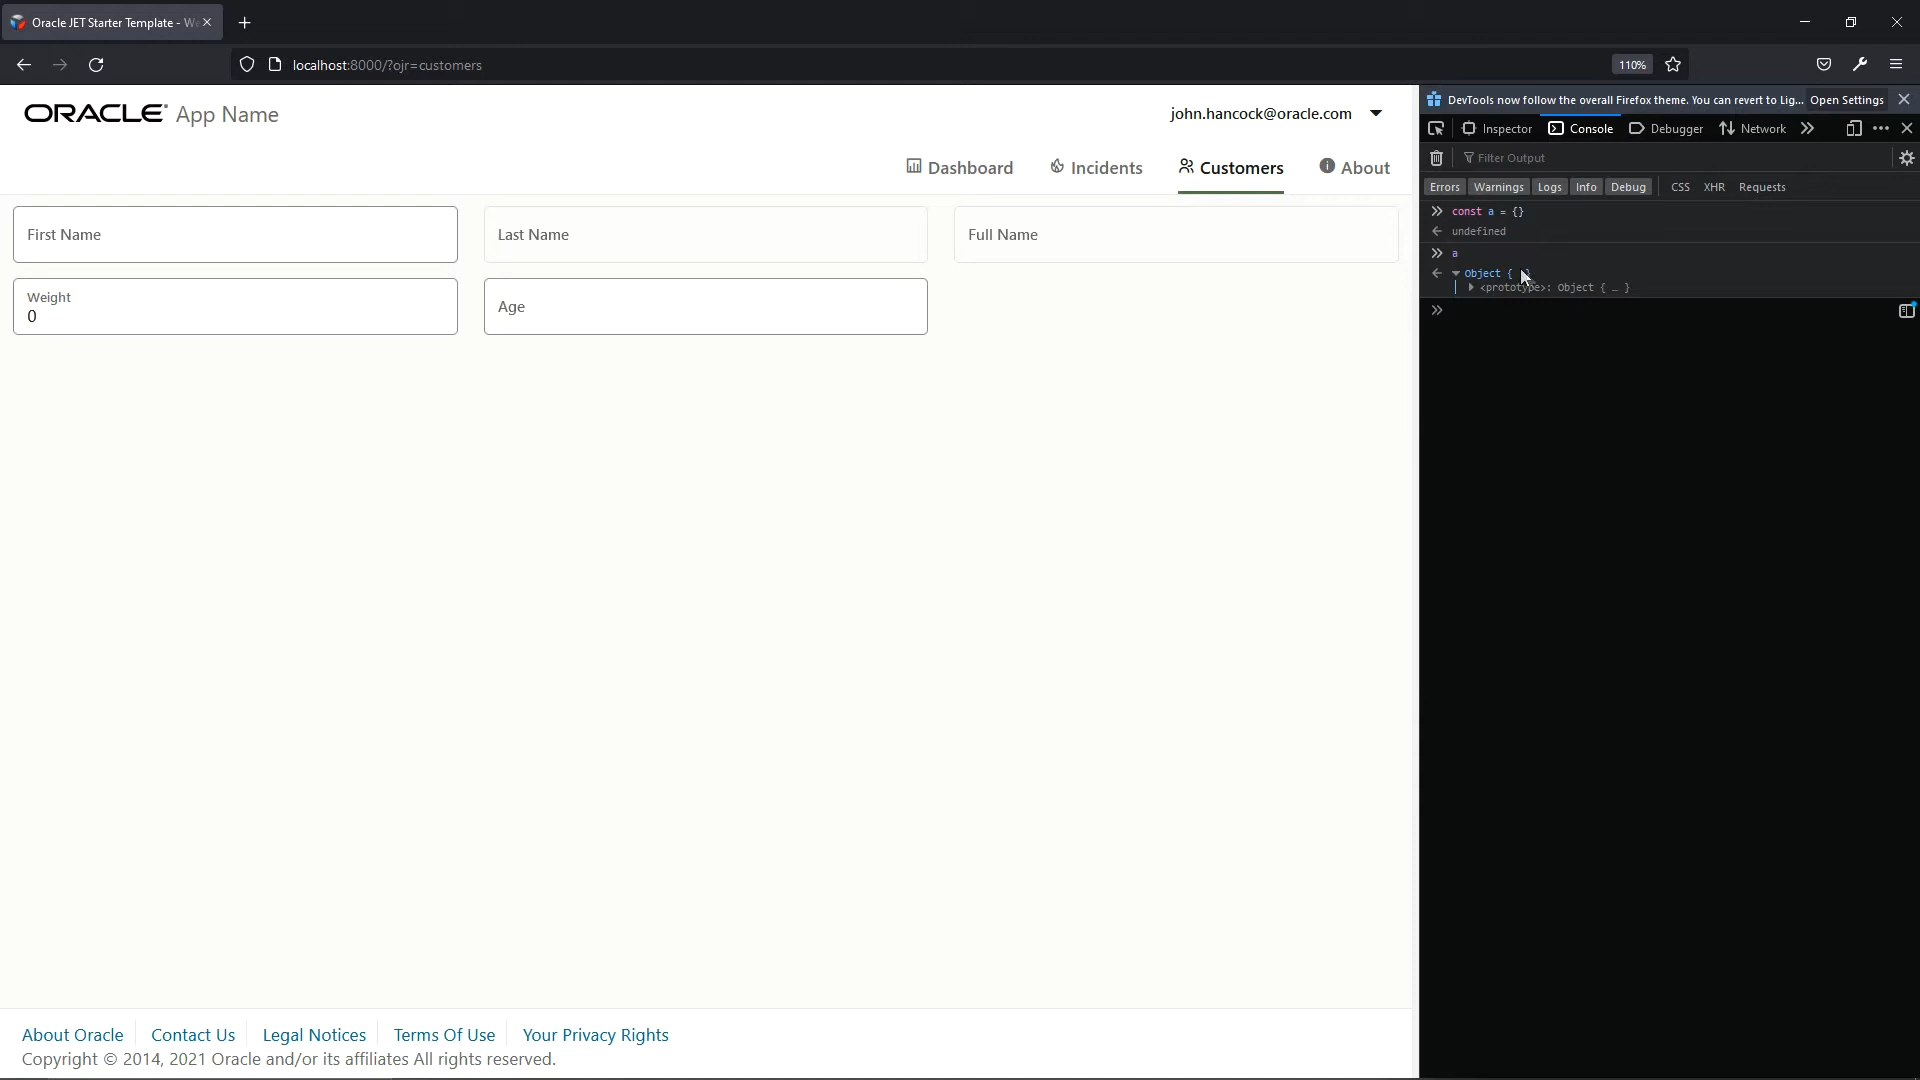 Oracle JET Starter Template - We
localhost:8000/?ojr=customers
110%
ORACLE® App Name
john.hancock@oracle.com
Dashboard
Incidents
Customers
About
First Name
Last Name
Full Name
Weight
0
Age
About Oracle
Contact Us
Legal Notices
Terms Of Use
Your Privacy Rights
Copyright © 2014, 2021 Oracle and/or its affiliates All rights reserved.
DevTools now follow the overall Firefox theme. You can revert to Lig... Open Settings
Inspector
Console
Debugger
Network
Filter Output
Errors
Warnings
Logs
Info
Debug
CSS
XHR
Requests
const a = {}
undefined
a
Object { }
<prototype>: Object { … }